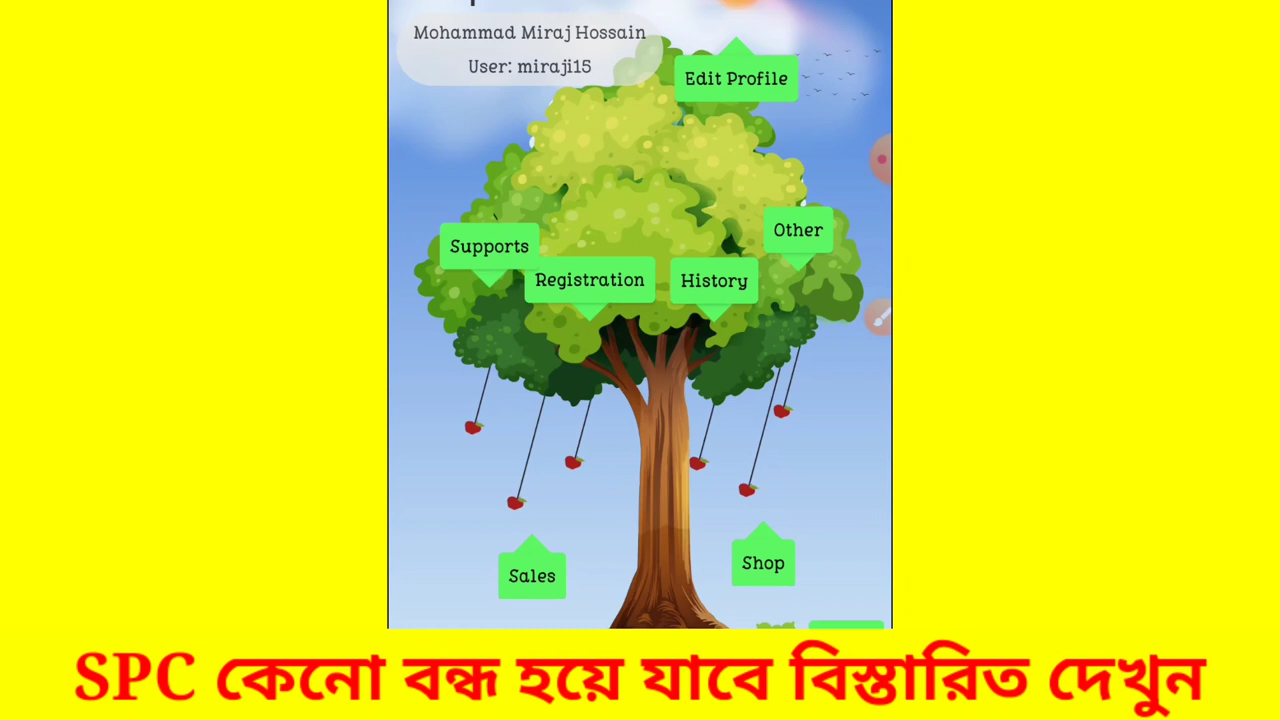 Mohammad Miraj Hossain
User: miraji15
Edit Profile
Other
Supports
Registration
History
Shop
Sales
SPC কেনো বন্ধ হয়ে যাবে বিস্তারিত দেখুন